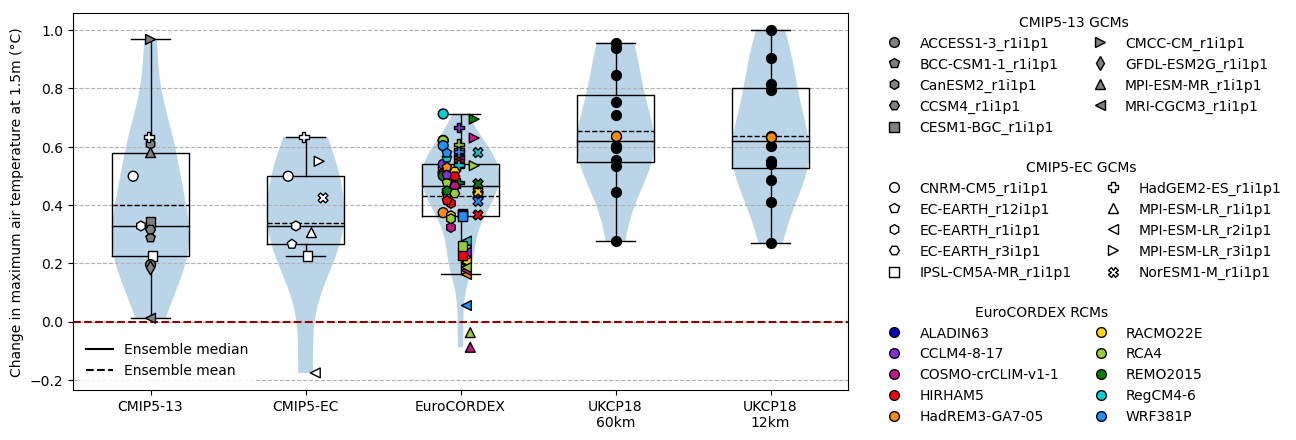 Change in maximum air temperature at 1.5m (°C)
1.0
0.8
0.6
0.4
0.2
0.0
−0.2
Ensemble median
Ensemble mean
CMIP5-13
CMIP5-EC
EuroCORDEX
UKCP18
60km
UKCP18
12km
CMIP5-13 GCMs
ACCESS1-3_r1i1p1
BCC-CSM1-1_r1i1p1
CanESM2_r1i1p1
CCSM4_r1i1p1
CESM1-BGC_r1i1p1
CMCC-CM_r1i1p1
GFDL-ESM2G_r1i1p1
MPI-ESM-MR_r1i1p1
MRI-CGCM3_r1i1p1
CMIP5-EC GCMs
CNRM-CM5_r1i1p1
EC-EARTH_r12i1p1
EC-EARTH_r1i1p1
EC-EARTH_r3i1p1
IPSL-CM5A-MR_r1i1p1
HadGEM2-ES_r1i1p1
MPI-ESM-LR_r1i1p1
MPI-ESM-LR_r2i1p1
MPI-ESM-LR_r3i1p1
NorESM1-M_r1i1p1
EuroCORDEX RCMs
ALADIN63
CCLM4-8-17
COSMO-crCLIM-v1-1
HIRHAM5
HadREM3-GA7-05
RACMO22E
RCA4
REMO2015
RegCM4-6
WRF381P